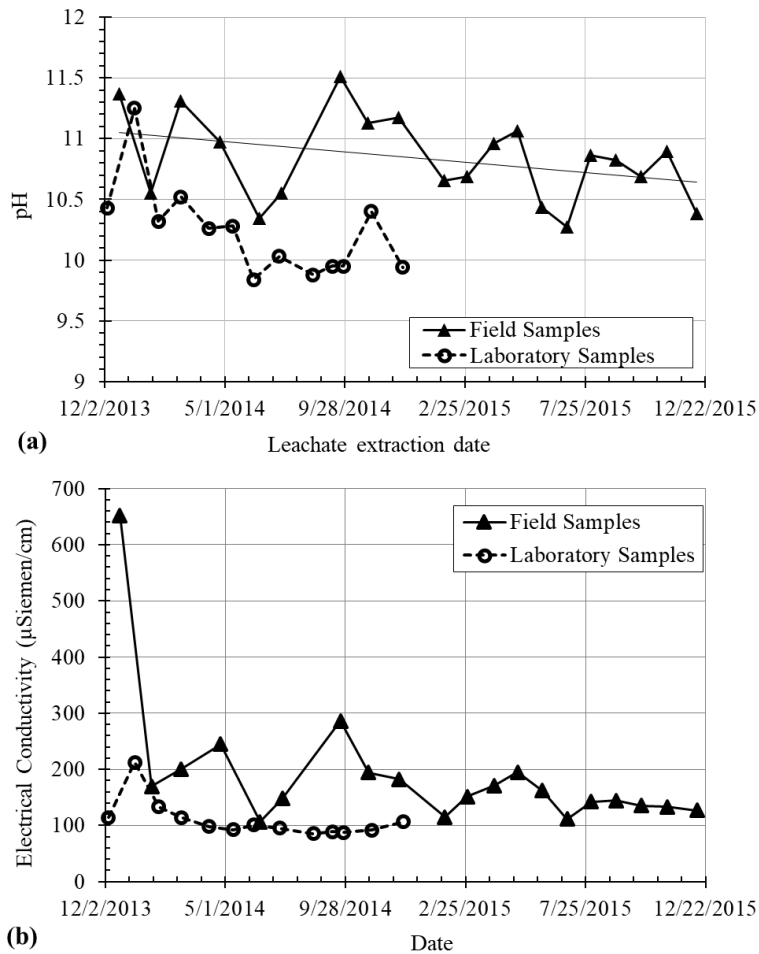 12
11.5
11
10.5
10
9.5
9
pH
Field Samples
Laboratory Samples
12/2/2013 5/1/2014 9/28/2014 2/25/2015 7/25/2015 12/22/2015
(a)
Leachate extraction date
700
600
500
400
300
200
100
0
Electrical Conductivity (µSiemen/cm)
Field Samples
Laboratory Samples
12/2/2013 5/1/2014 9/28/2014 2/25/2015 7/25/2015 12/22/2015
(b)
Date